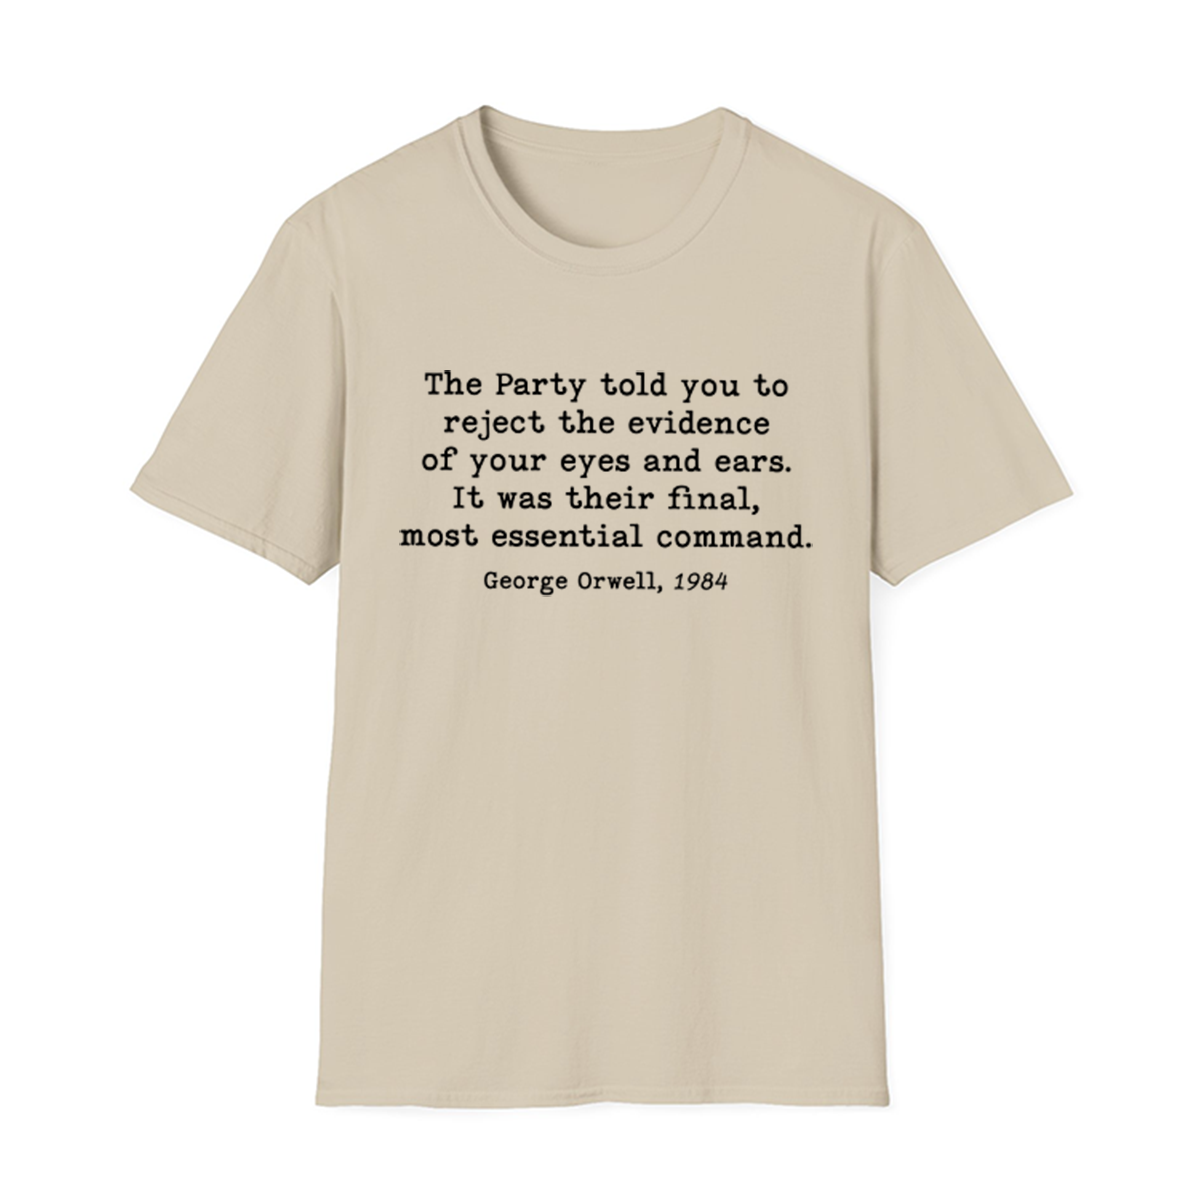 The Party told you to
reject the evidence
of your eyes and ears.
It was their final,
most essential command.
George Orwell, 1984